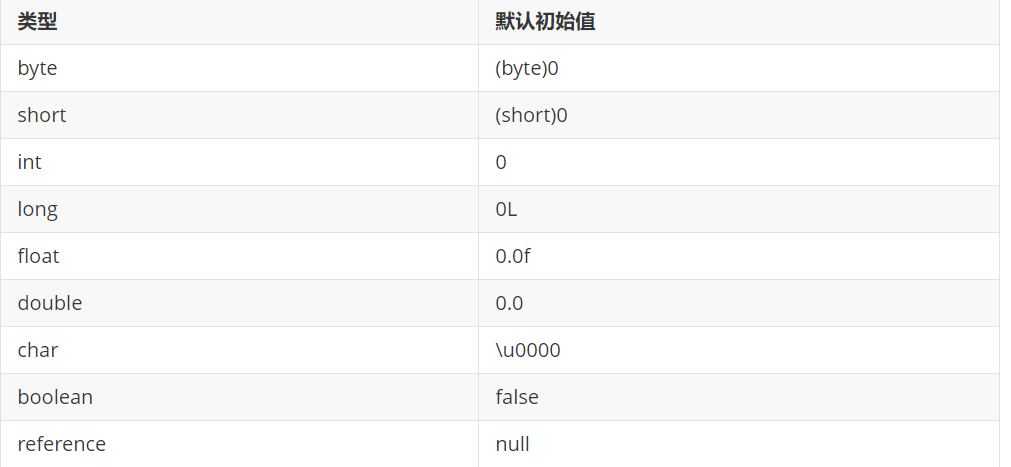 类型 默认初始值
byte (byte)0
short (short)0
int 0
long 0L
float 0.0f
double 0.0
char \u0000
boolean false
reference null